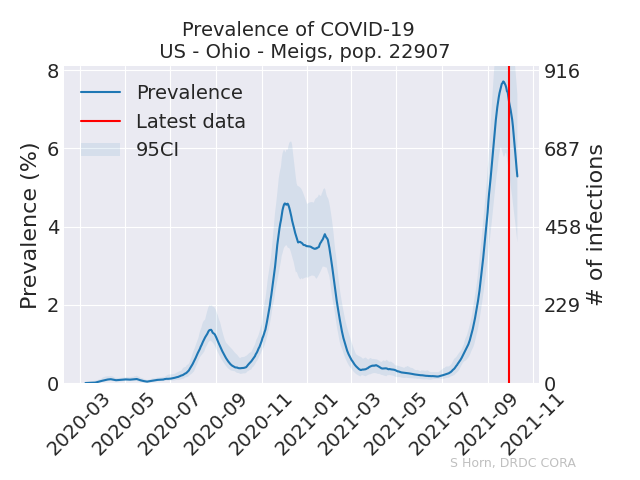 Prevalence of COVID-19
US - Ohio - Meigs, pop. 22907
Prevalence
Latest data
95CI
Prevalence (%)
8
6
4
2
0
916
687
458
229
0
# of infections
2020-03
2020-05
2020-07
2020-09
2020-11
2021-01
2021-03
2021-05
2021-07
2021-09
2021-11
S Horn, DRDC CORA